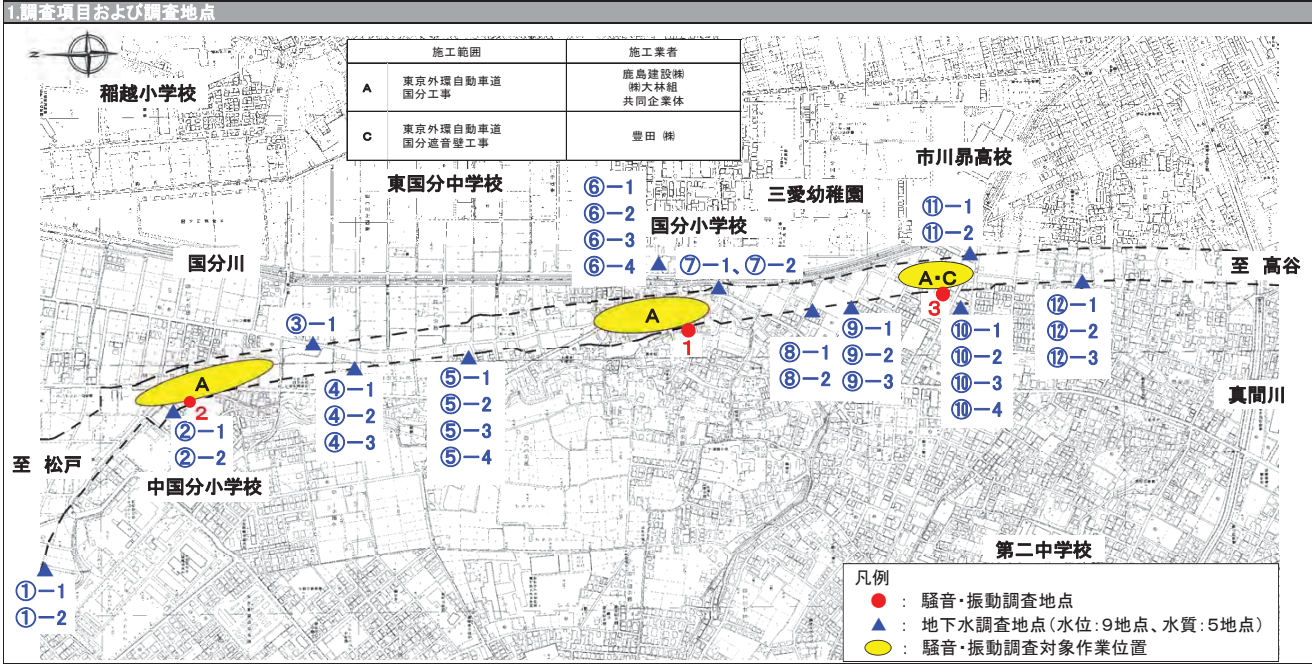 1.調査項目および調査地点
N
稲越小学校
施工範囲 施工業者
A 東京外環自動車道
国分工事
鹿島建設㈱
㈱大林組
共同企業体
C 東京外環自動車道
国分遮音壁工事
豊田 ㈱
東国分中学校
市川昴高校
三愛幼稚園
国分小学校
国分川
⑥-1
⑥-2
⑥-3
⑥-4
⑦-1、⑦-2
⑪-1
⑪-2
至 高谷
A・C
3
A
1
③-1
⑧-1
⑧-2
⑨-1
⑨-2
⑨-3
⑩-1
⑩-2
⑩-3
⑩-4
⑫-1
⑫-2
⑫-3
A
2
②-1
②-2
④-1
④-2
④-3
⑤-1
⑤-2
⑤-3
⑤-4
真間川
至 松戸
中国分小学校
①-1
①-2
第二中学校
凡例
: 騒音・振動調査地点
: 地下水調査地点(水位:9地点、水質:5地点)
: 騒音・振動調査対象作業位置